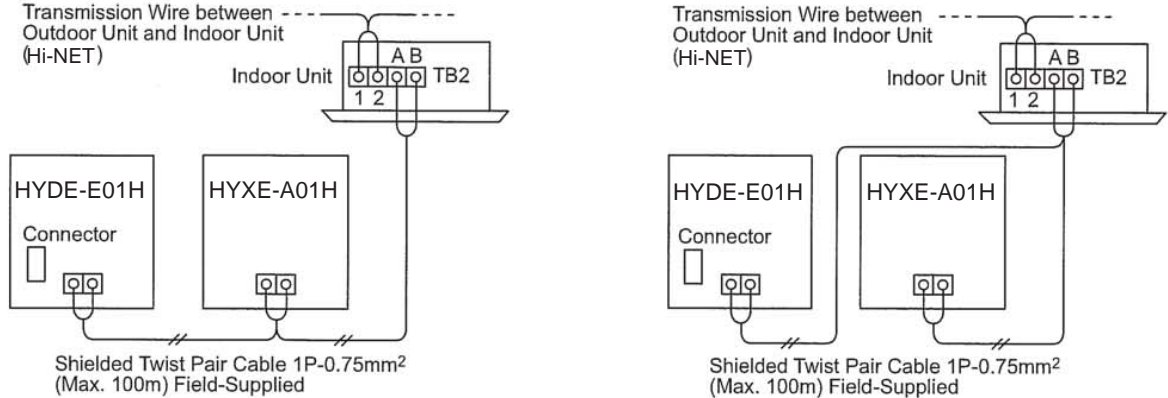 Transmission Wire between
Outdoor Unit and Indoor Unit
(Hi-NET)
A B
Indoor Unit
TB2
1 2
HYDE-E01H
HYXE-A01H
Connector
Shielded Twist Pair Cable 1P-0.75mm²
(Max. 100m) Field-Supplied
Transmission Wire between
Outdoor Unit and Indoor Unit
(Hi-NET)
A B
Indoor Unit
TB2
1 2
HYDE-E01H
HYXE-A01H
Connector
Shielded Twist Pair Cable 1P-0.75mm²
(Max. 100m) Field-Supplied